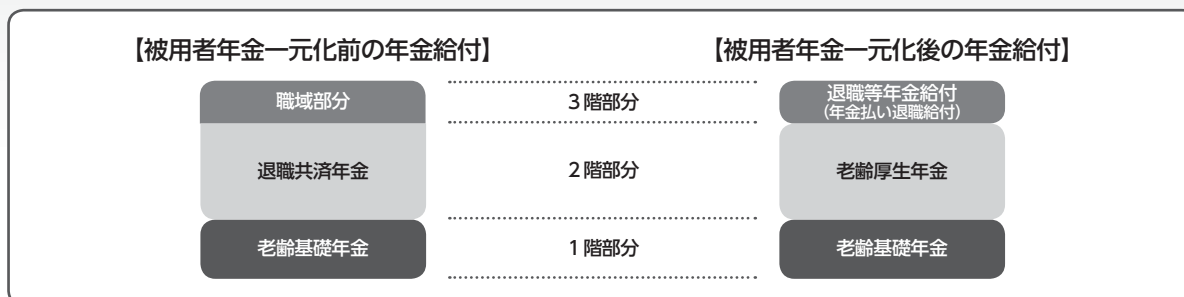 【被用者年金一元化前の年金給付】
【被用者年金一元化後の年金給付】
職域部分
3階部分
退職等年金給付
(年金払い退職給付)
退職共済年金
2階部分
老齢厚生年金
老齢基礎年金
1階部分
老齢基礎年金